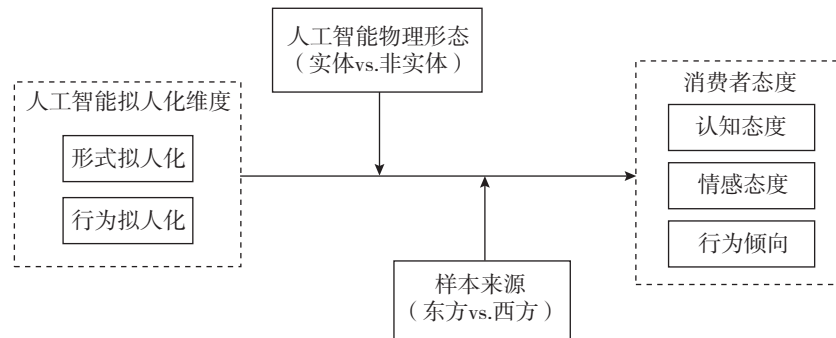 人工智能物理形态
（实体vs.非实体）
人工智能拟人化维度
形式拟人化
行为拟人化
消费者态度
认知态度
情感态度
行为倾向
样本来源
（东方vs.西方）